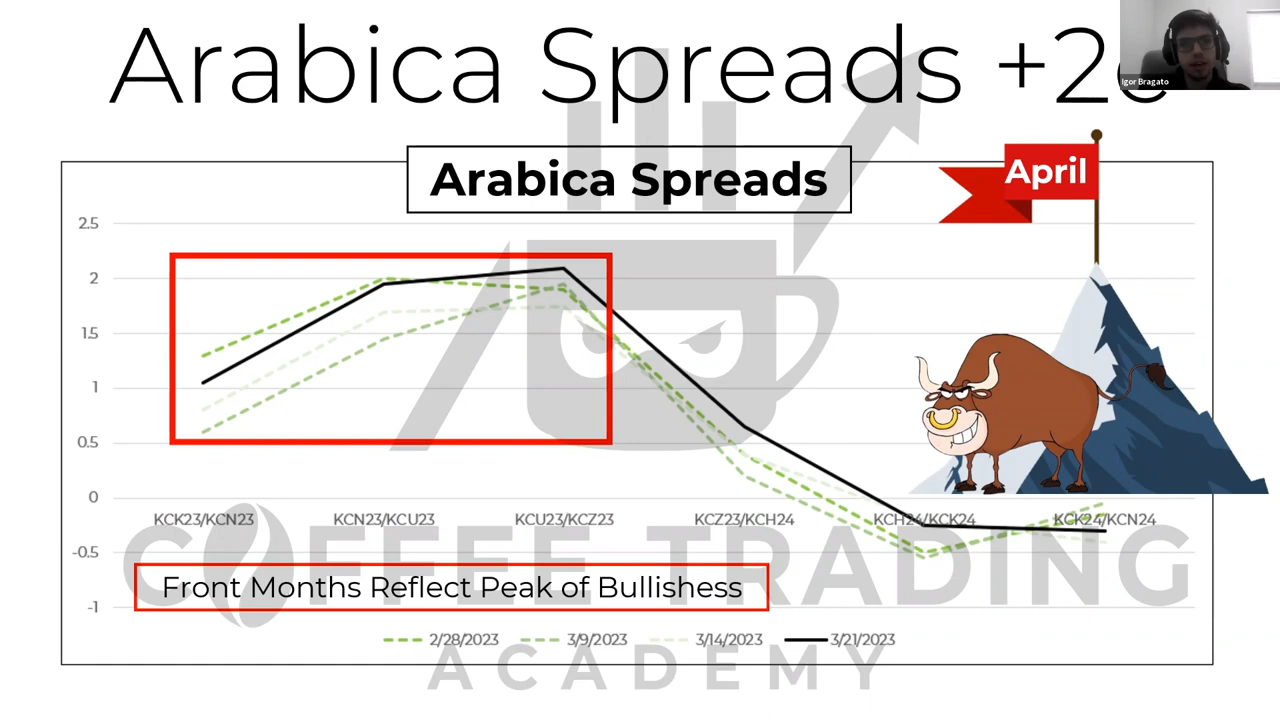 Arabica Spreads +2
Igor Bragato
Arabica Spreads
April
2.5
2
1.5
1
0.5
0
-0.5
-1
KCK23/KCN23 KCN23/KCU23 KCU23/KCZ23 KCZ23/KCH24 KCH24/KCK24 KCK24/KCN24
COFFEE TRADING
Front Months Reflect Peak of Bullishess
2/28/2023 3/9/2023 3/14/2023 3/21/2023
ACADEMY